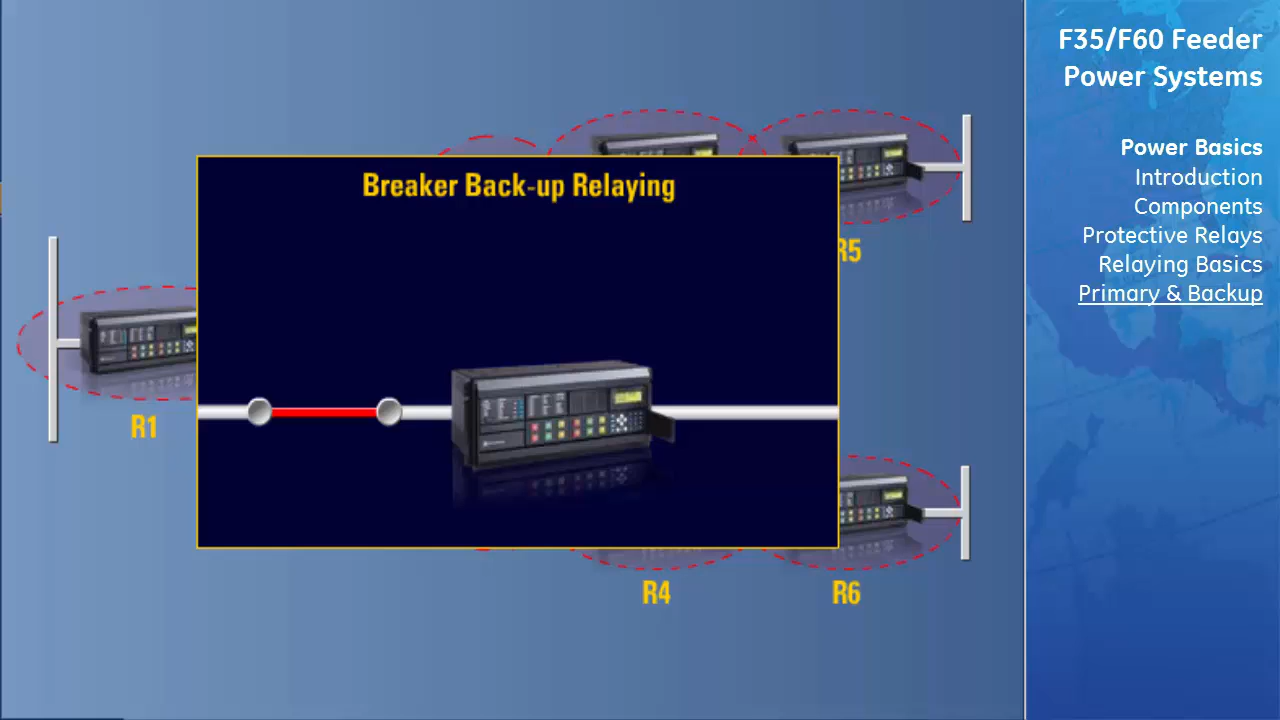 F35/F60 Feeder
Power Systems
Power Basics
Introduction
Components
Protective Relays
Relaying Basics
Primary & Backup
Breaker Back-up Relaying
R5
R1
R4
R6